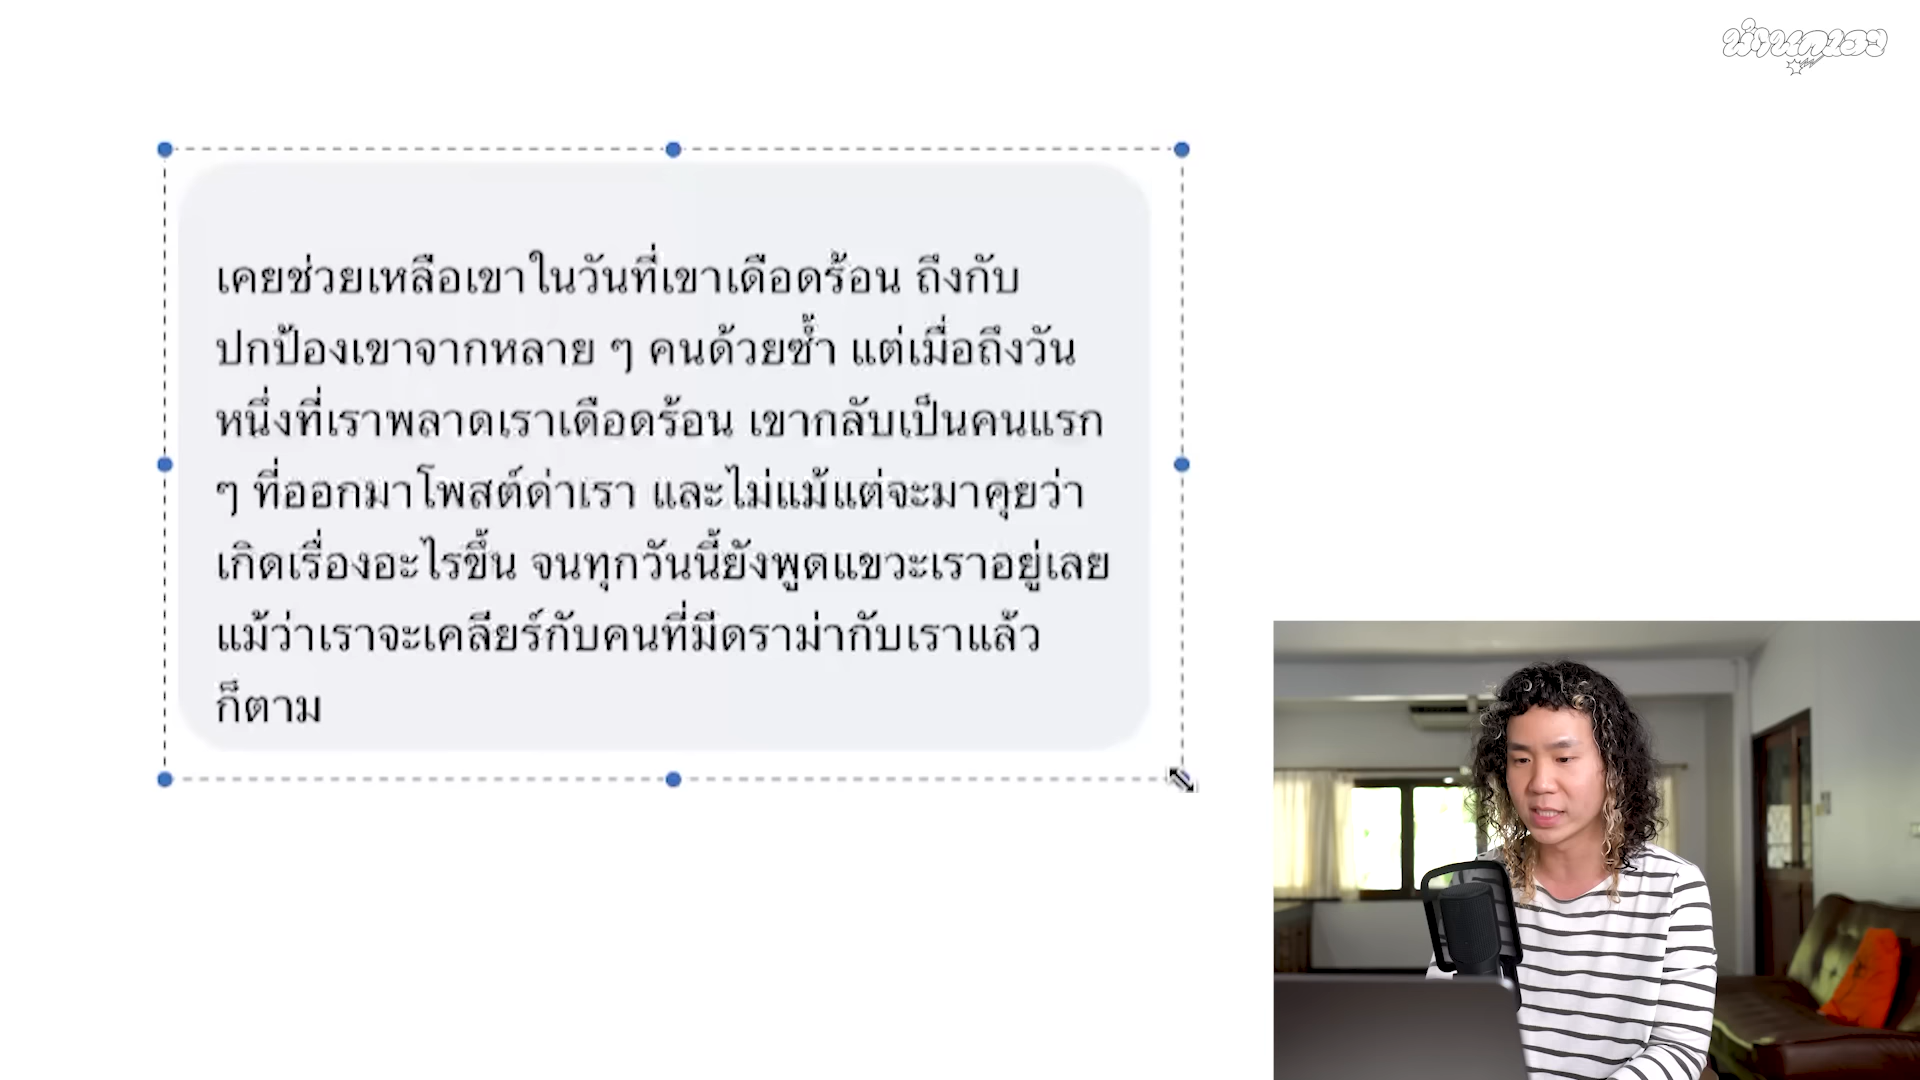 เคยช่วยเหลือเขาในวันที่เขาเดือดร้อน ถึงกับ
ปกป้องเขาจากหลาย ๆ คนด้วยซ้ำ แต่เมื่อถึงวัน
หนึ่งที่เราพลาดเราเดือดร้อน เขากลับเป็นคนแรก
ๆ ที่ออกมาโพสต์ด่าเรา และไม่แม้แต่จะมาคุยว่า
เกิดเรื่องอะไรขึ้น จนทุกวันนี้ยังพูดแขวะเราอยู่เลย
แม้ว่าเราจะเคลียร์กับคนที่มีดราม่ากับเราแล้ว
ก็ตาม